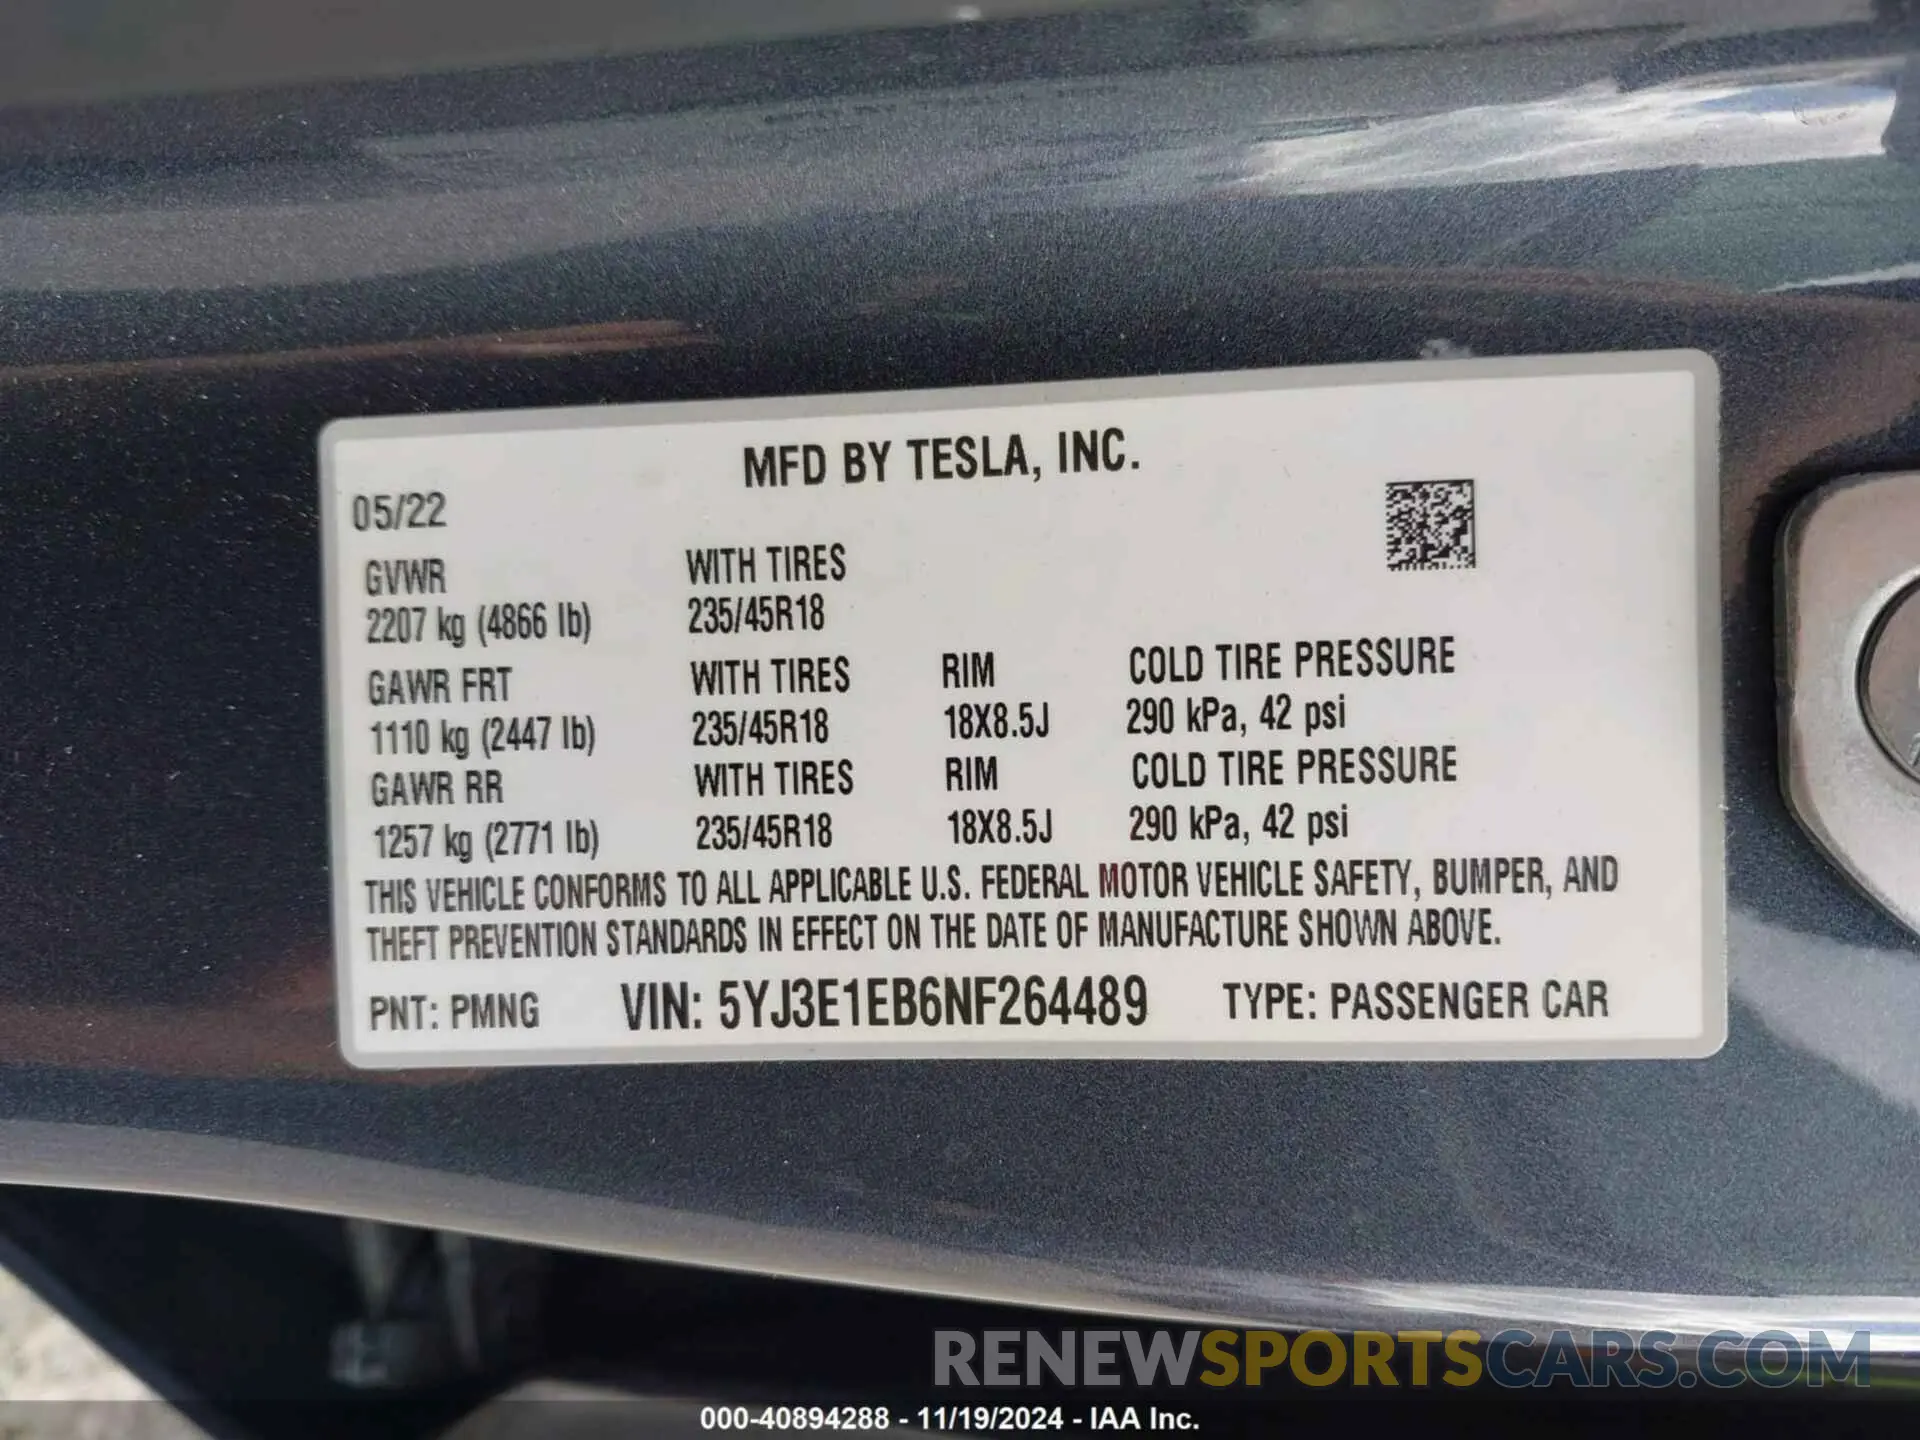 MFD BY TESLA, INC.
05/22
GVWR WITH TIRES
2207 kg (4866 lb) 235/45R18
GAWR FRT WITH TIRES RIM COLD TIRE PRESSURE
1110 kg (2447 lb) 235/45R18 18X8.5J 290 kPa, 42 psi
GAWR RR WITH TIRES RIM COLD TIRE PRESSURE
1257 kg (2771 lb) 235/45R18 18X8.5J 290 kPa, 42 psi
THIS VEHICLE CONFORMS TO ALL APPLICABLE U.S. FEDERAL MOTOR VEHICLE SAFETY, BUMPER, AND
THEFT PREVENTION STANDARDS IN EFFECT ON THE DATE OF MANUFACTURE SHOWN ABOVE.
PNT: PMNG VIN: 5YJ3E1EB6NF264489 TYPE: PASSENGER CAR
RENEWSPORTSCARS.COM
000-40894288 - 11/19/2024 - IAA Inc.